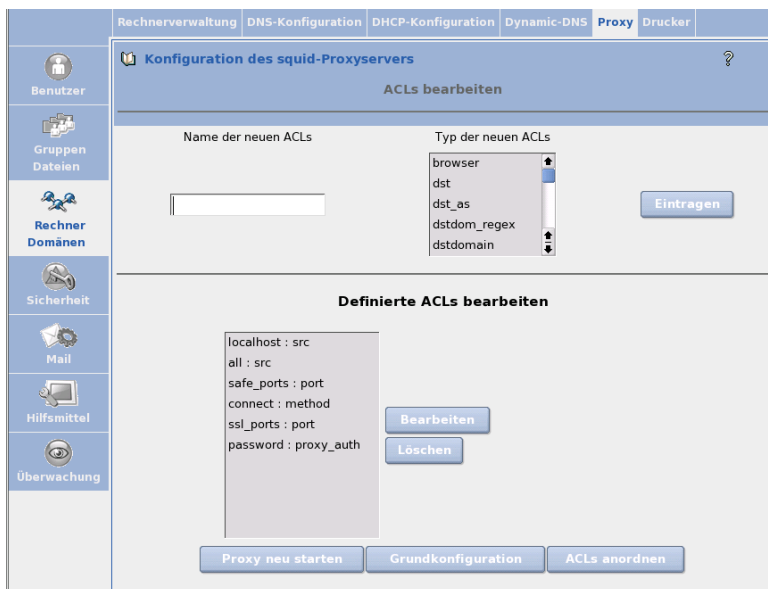 Rechnerverwaltung DNS-Konfiguration DHCP-Konfiguration Dynamic-DNS Proxy Drucker
Benutzer
Gruppen
Dateien
Rechner
Domänen
Sicherheit
Mail
Hilfsmittel
Überwachung
Konfiguration des squid-Proxyservers ?
ACLs bearbeiten
Name der neuen ACLs Typ der neuen ACLs
browser
dst
dst_as
dstdom_regex
dstdomain
Eintragen
Definierte ACLs bearbeiten
localhost : src
all : src
safe_ports : port
connect : method
ssl_ports : port
password : proxy_auth
Bearbeiten
Löschen
Proxy neu starten Grundkonfiguration ACLs anordnen